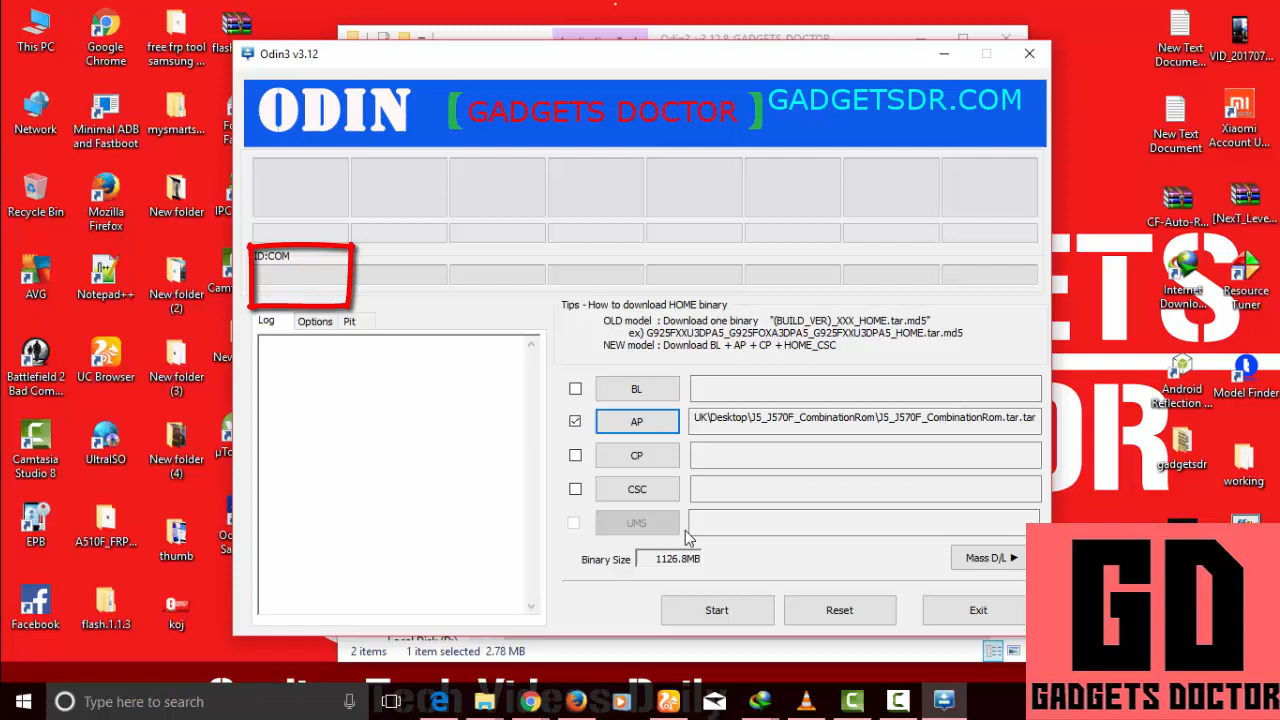 This PC
Google
Chrome
free frp tool
samsung ...
flash
Network
Minimal ADB
and Fastboot
mysmarts...
Recycle Bin
Mozilla
Firefox
New folder
IPC
AVG
Notepad++
New folder
(2)
Camt
Battlefield 2
Bad Com...
UC Browser
New folder
(3)
Camtasia
Studio 8
UltraISO
New folder
(4)
EPB
A510F_FRP...
thumb
Facebook
flash.1.1.3
koj
Odin3 v3.12
ODIN
[ GADGETS DOCTOR ]
GADGETSDR.COM
ID:COM
Log
Options
Pit
Tips - How to download HOME binary
OLD model : Download one binary "(BUILD_VER)_XXX_HOME.tar.md5"
ex) G925FXXU3DPA5_G925FOXA3DPA5_G925FXXU3DPA5_HOME.tar.md5
NEW model : Download BL + AP + CP + HOME_CSC
BL
AP
UK\Desktop\J5_J570F_CombinationRom\J5_J570F_CombinationRom.tar.tar
CP
CSC
UMS
Binary Size
1126.8MB
Mass D/L
Start
Reset
Exit
2 items
1 item selected 2.78 MB
New Text
Docume...
VID_201707...
New Text
Document
Xiaomi
Account U...
CF-Auto-R...
[NexT_Leve...
Internet
Downlo...
Resource
Tuner
Android
Reflection ...
Model Finder
gadgetsdr
working
GD
GADGETS DOCTOR
Type here to search